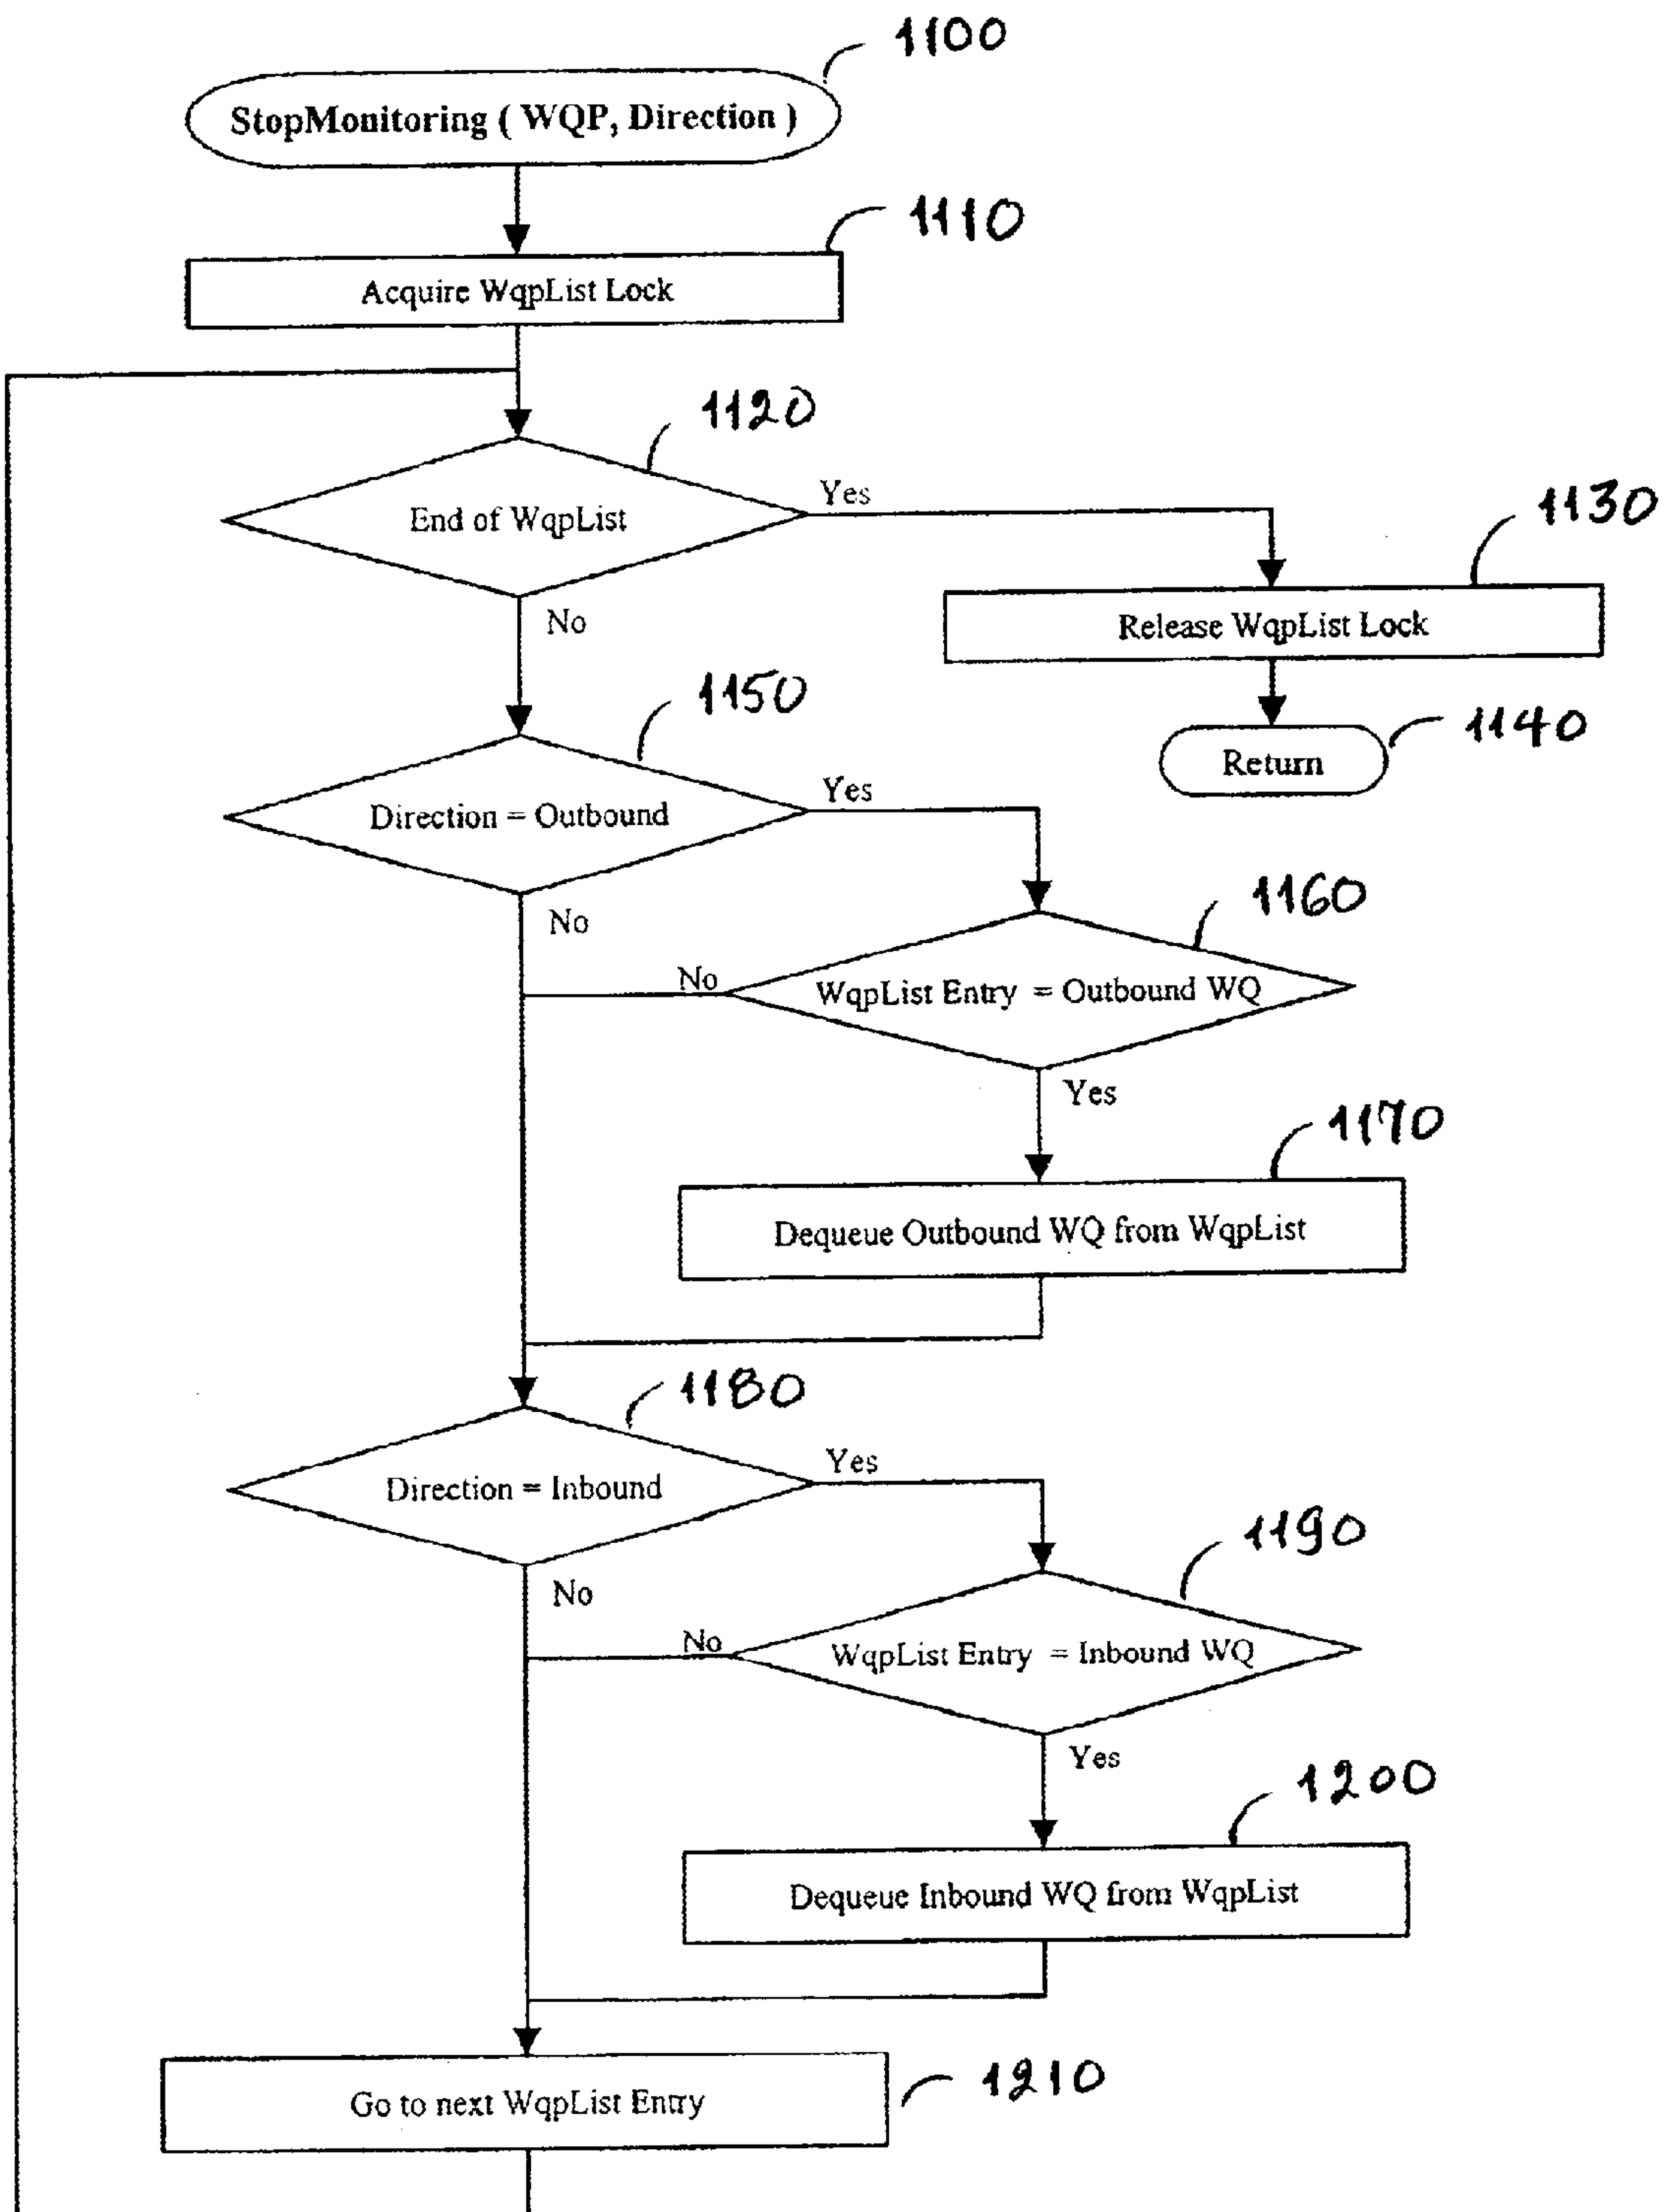 1100
StopMonitoring ( WQP, Direction )
1110
Acquire WqpList Lock
1120
End of WqpList
Yes
1130
No
Release WqpList Lock
1150
1140
Return
Direction = Outbound
Yes
1160
No
No
WqpList Entry = Outbound WQ
Yes
1170
Dequeue Outbound WQ from WqpList
1180
Direction = Inbound
Yes
1190
No
No
WqpList Entry = Inbound WQ
Yes
1200
Dequeue Inbound WQ from WqpList
Go to next WqpList Entry
1210